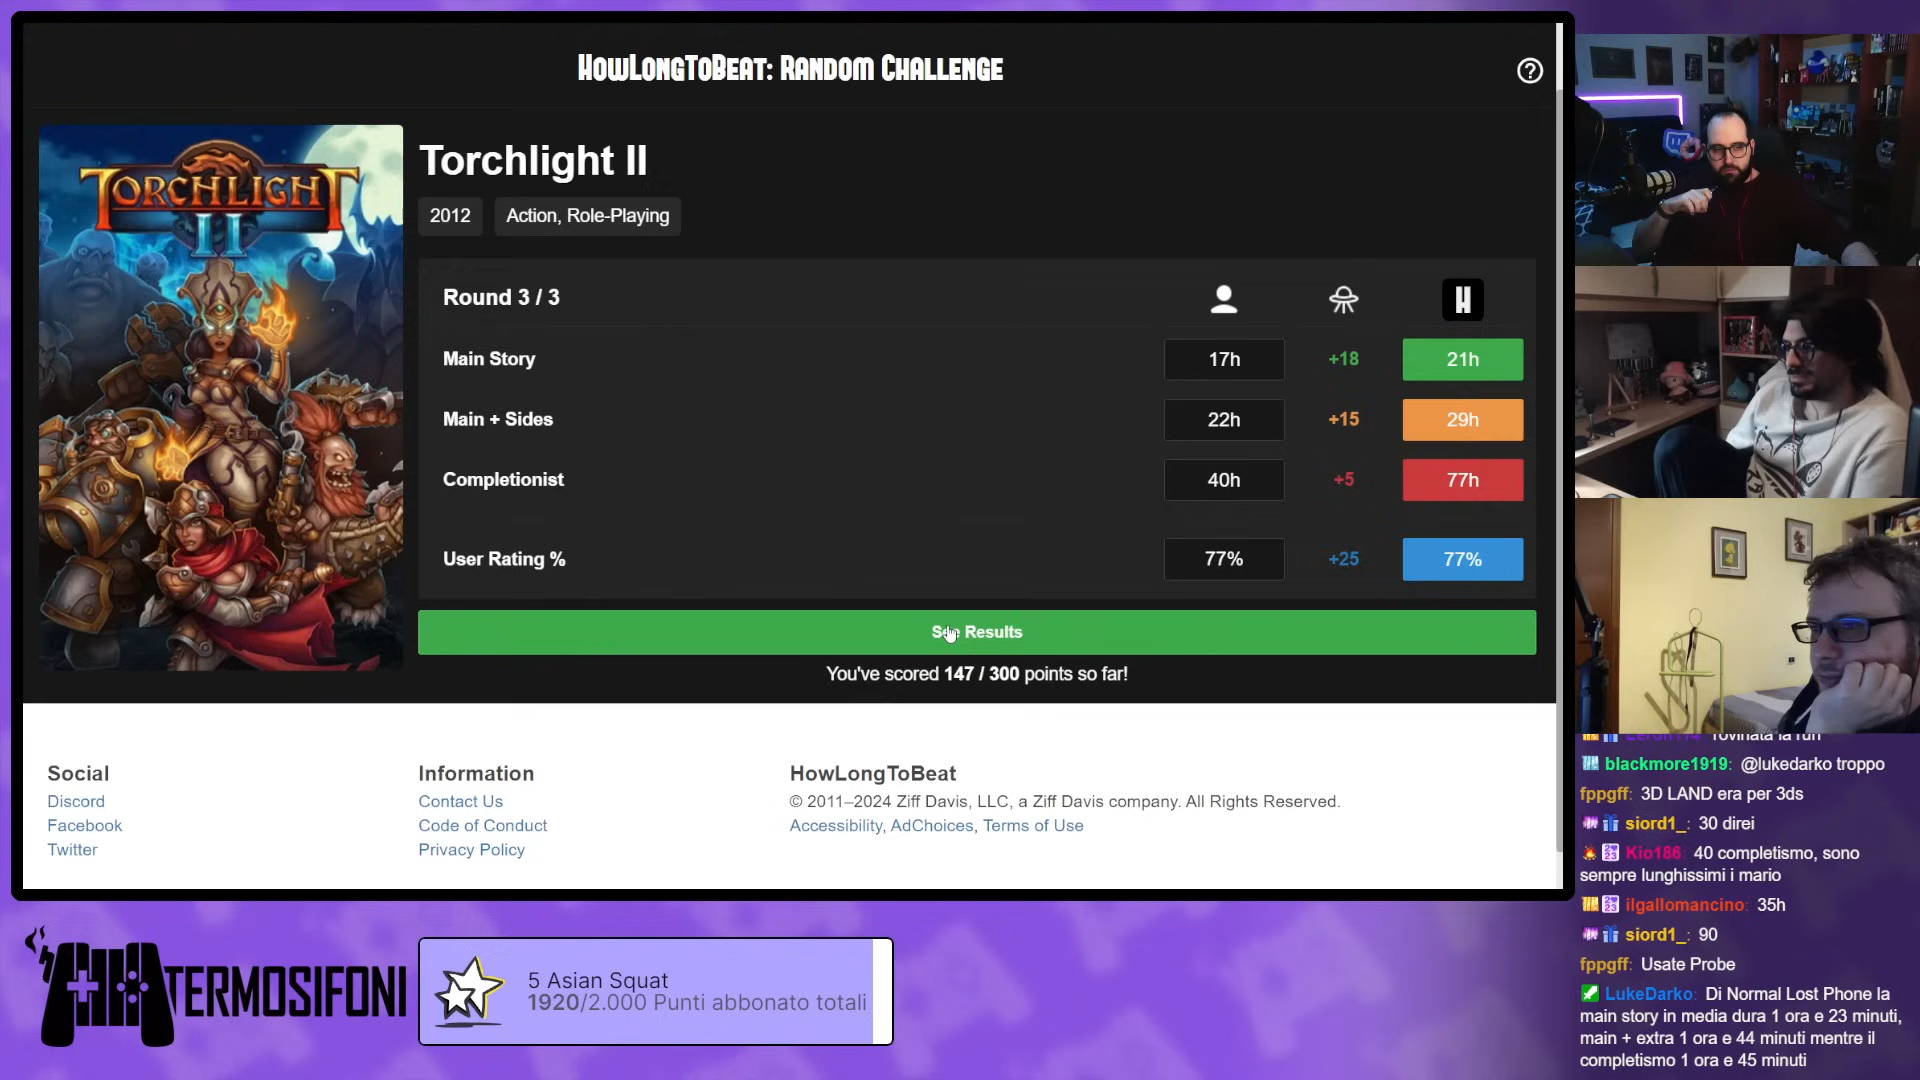 HowLongToBeat: Random Challenge
TORCHLIGHT
II
Torchlight II
2012
Action, Role-Playing
Round 3 / 3
H
Main Story
17h
+18
21h
Main + Sides
22h
+15
29h
Completionist
40h
+5
77h
User Rating %
77%
+25
77%
See Results
You've scored 147 / 300 points so far!
Social
Discord
Facebook
Twitter
Information
Contact Us
Code of Conduct
Privacy Policy
HowLongToBeat
© 2011–2024 Ziff Davis, LLC, a Ziff Davis company. All Rights Reserved.
Accessibility, AdChoices, Terms of Use
TERMOSIFONI
5 Asian Squat
1920/2.000 Punti abbonato totali
rovinata la run
blackmore1919: @lukedarko troppo
fppgff: 3D LAND era per 3ds
siord1_: 30 direi
Kio186: 40 completismo, sono
sempre lunghissimi i mario
ilgallomancino: 35h
siord1_: 90
fppgff: Usate Probe
LukeDarko: Di Normal Lost Phone la
main story in media dura 1 ora e 23 minuti,
main + extra 1 ora e 44 minuti mentre il
completismo 1 ora e 45 minuti